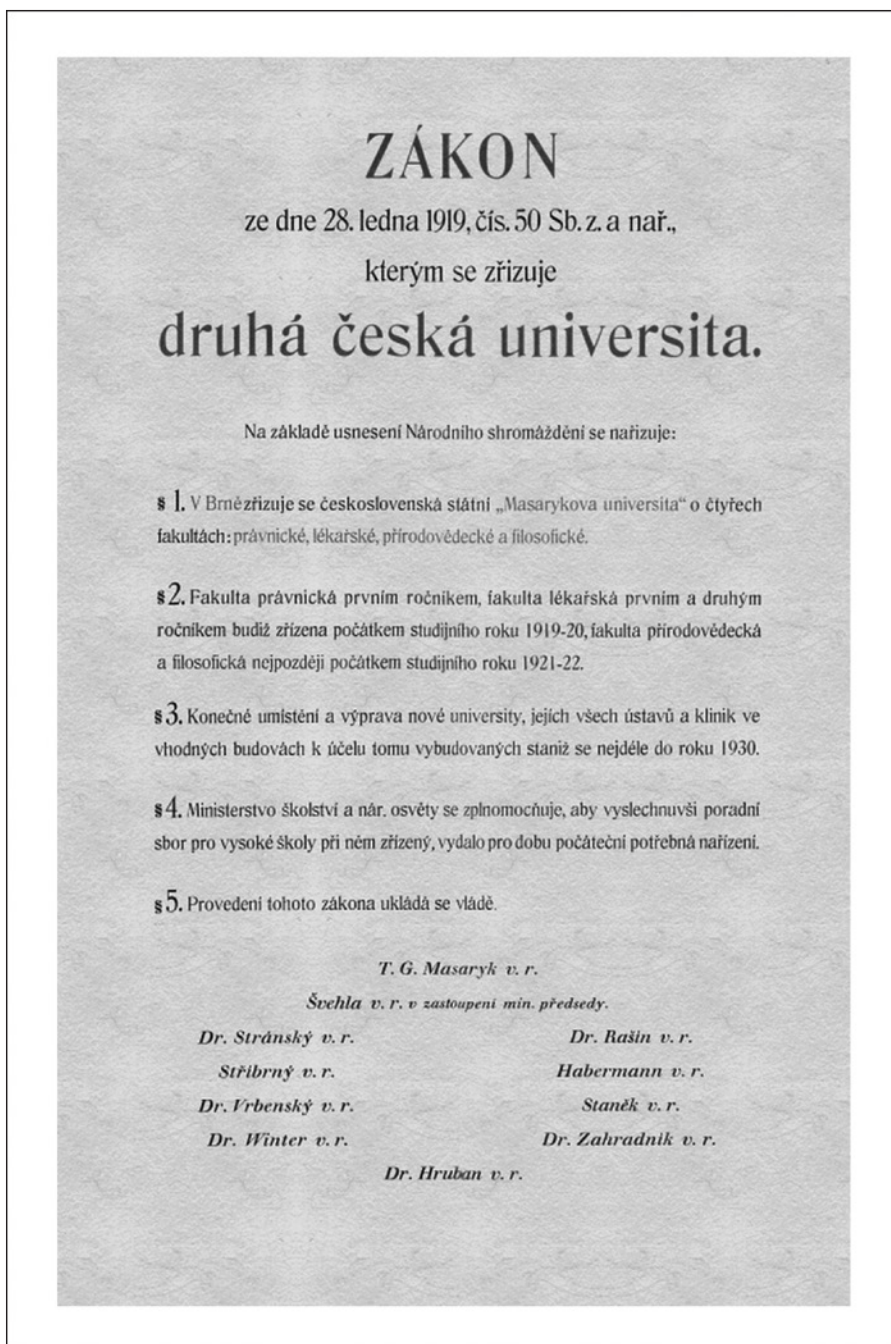 ZÁKON
ze dne 28. ledna 1919, čís. 50 Sb. z. a nař.,
kterým se zřizuje
druhá česká universita.
Na základě usnesení Národního shromáždění se nařizuje:
§ 1. V Brně zřizuje se československá státní „Masarykova universita“ o čtyřech
fakultách: právnické, lékařské, přírodovědecké a filosofické.
§ 2. Fakulta právnická prvním ročníkem, fakulta lékařská prvním a druhým
ročníkem budiž zřízena počátkem studijního roku 1919-20, fakulta přírodovědecká
a filosofická nejpozději počátkem studijního roku 1921-22.
§ 3. Konečné umístění a výprava nové university, jejích všech ústavů a klinik ve
vhodných budovách k účelu tomu vybudovaných staniž se nejdéle do roku 1930.
§ 4. Ministerstvo školství a nár. osvěty se zplnomocňuje, aby vyslechnuvši poradní
sbor pro vysoké školy při něm zřízený, vydalo pro dobu počáteční potřebná nařízení.
§ 5. Provedení tohoto zákona ukládá se vládě.
T. G. Masaryk v. r.
Švehla v. r. v zastoupení min. předsedy.
Dr. Stránský v. r. Dr. Rašín v. r.
Stříbrný v. r. Habermann v. r.
Dr. Vrbenský v. r. Staněk v. r.
Dr. Winter v. r. Dr. Zahradník v. r.
Dr. Hruban v. r.